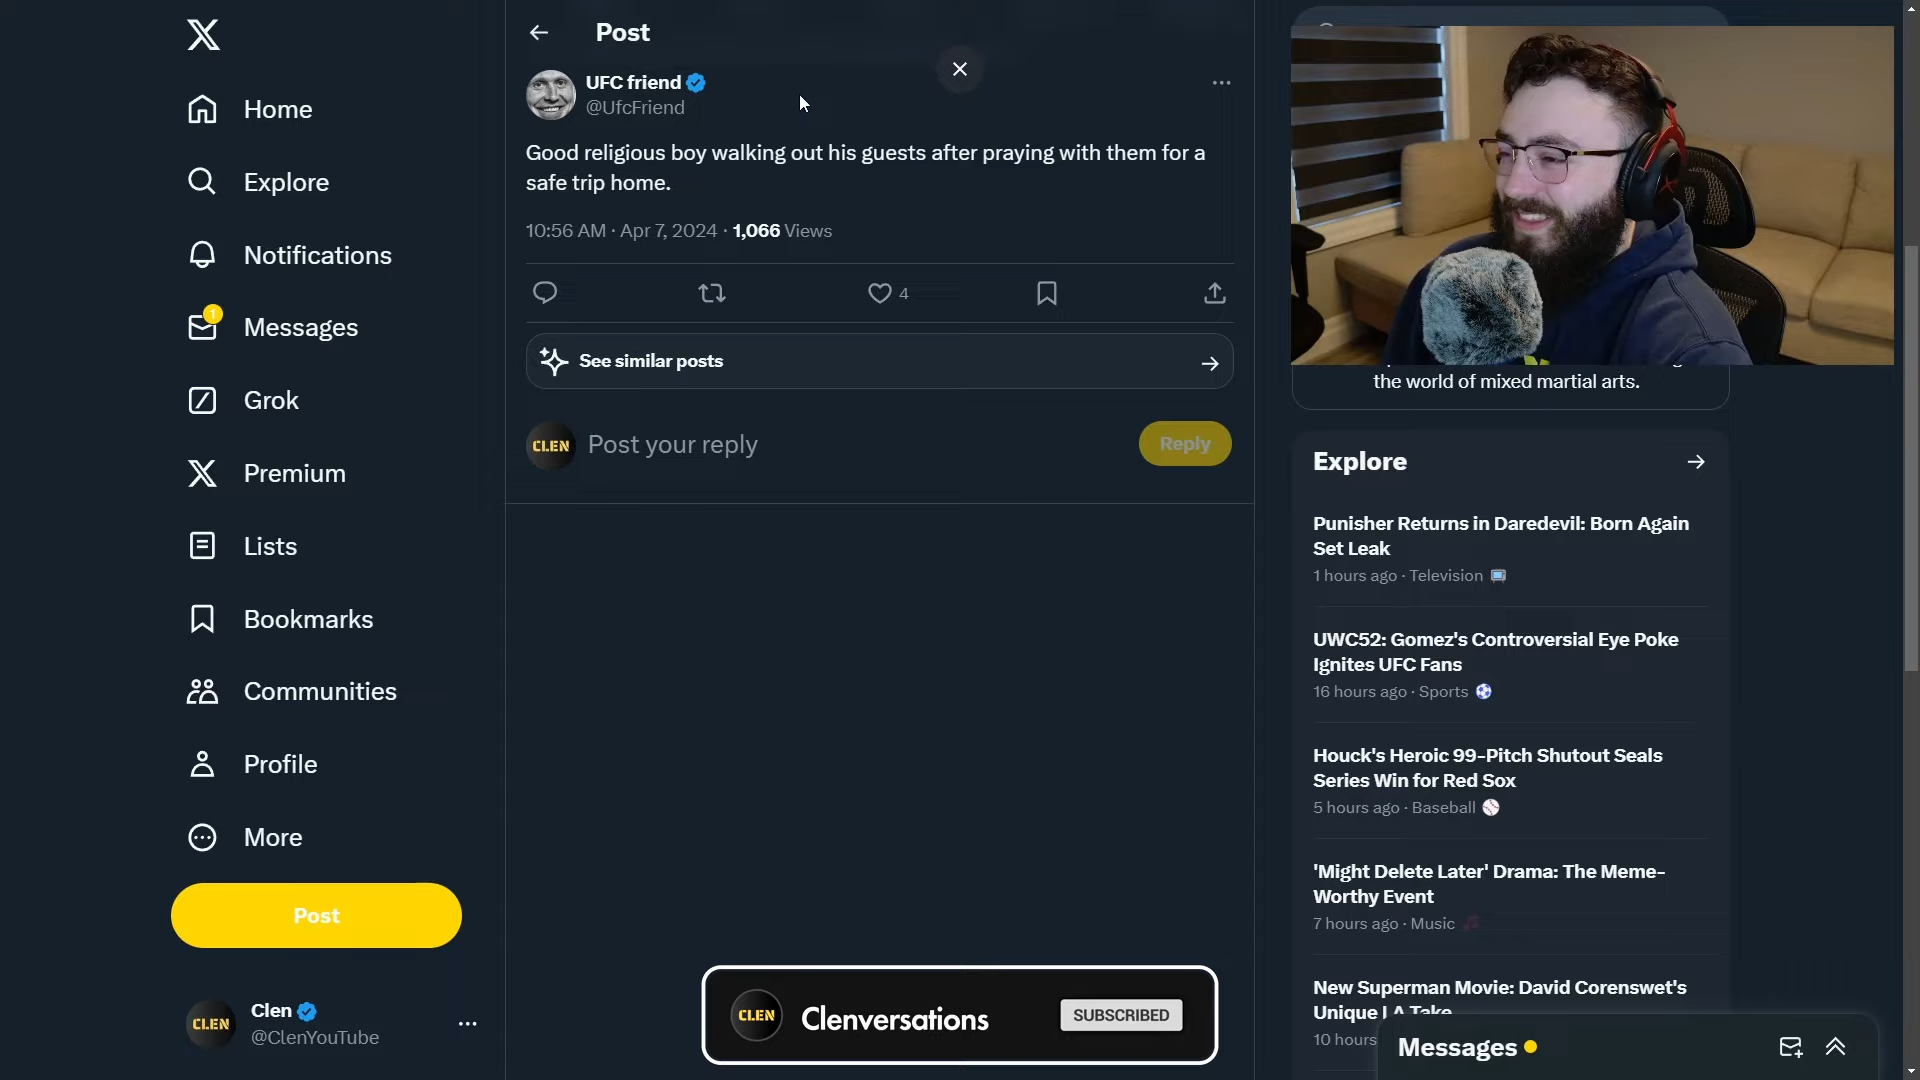 Home
Explore
Notifications
1
Messages
Grok
Premium
Lists
Bookmarks
Communities
Profile
More
Post
CLEN
Clen
@ClenYouTube
Post
UFC friend
@UfcFriend
Good religious boy walking out his guests after praying with them for a
safe trip home.
10:56 AM · Apr 7, 2024 · 1,066 Views
4
See similar posts
CLEN
Post your reply
Reply
CLEN
Clenversations
SUBSCRIBED
the world of mixed martial arts.
Explore
Punisher Returns in Daredevil: Born Again
Set Leak
1 hours ago · Television
UWC52: Gomez's Controversial Eye Poke
Ignites UFC Fans
16 hours ago · Sports
Houck's Heroic 99-Pitch Shutout Seals
Series Win for Red Sox
5 hours ago · Baseball
'Might Delete Later' Drama: The Meme-
Worthy Event
7 hours ago · Music
New Superman Movie: David Corenswet's
Unique LA Take
10 hours
Messages